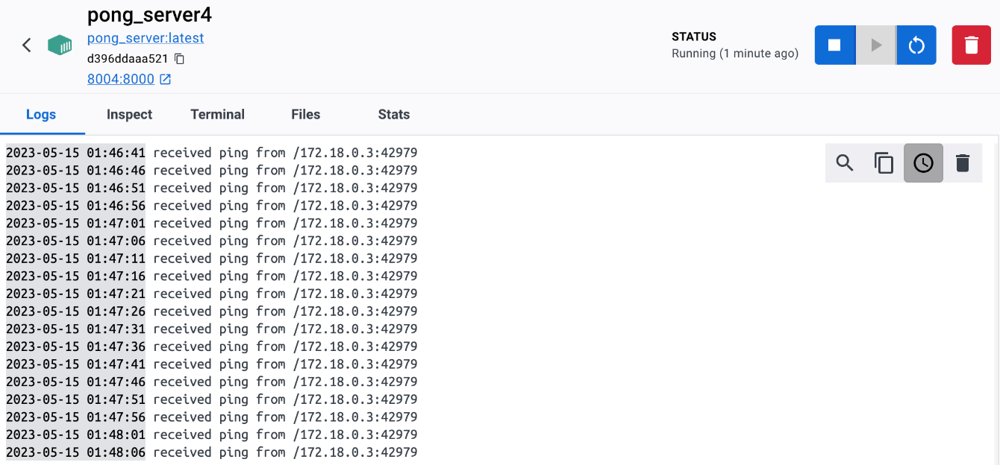 pong_server4
pong_server:latest
d396ddaaa521
8004:8000
STATUS
Running (1 minute ago)
Logs Inspect Terminal Files Stats
2023-05-15 01:46:41 received ping from /172.18.0.3:42979
2023-05-15 01:46:46 received ping from /172.18.0.3:42979
2023-05-15 01:46:51 received ping from /172.18.0.3:42979
2023-05-15 01:46:56 received ping from /172.18.0.3:42979
2023-05-15 01:47:01 received ping from /172.18.0.3:42979
2023-05-15 01:47:06 received ping from /172.18.0.3:42979
2023-05-15 01:47:11 received ping from /172.18.0.3:42979
2023-05-15 01:47:16 received ping from /172.18.0.3:42979
2023-05-15 01:47:21 received ping from /172.18.0.3:42979
2023-05-15 01:47:26 received ping from /172.18.0.3:42979
2023-05-15 01:47:31 received ping from /172.18.0.3:42979
2023-05-15 01:47:36 received ping from /172.18.0.3:42979
2023-05-15 01:47:41 received ping from /172.18.0.3:42979
2023-05-15 01:47:46 received ping from /172.18.0.3:42979
2023-05-15 01:47:51 received ping from /172.18.0.3:42979
2023-05-15 01:47:56 received ping from /172.18.0.3:42979
2023-05-15 01:48:01 received ping from /172.18.0.3:42979
2023-05-15 01:48:06 received ping from /172.18.0.3:42979